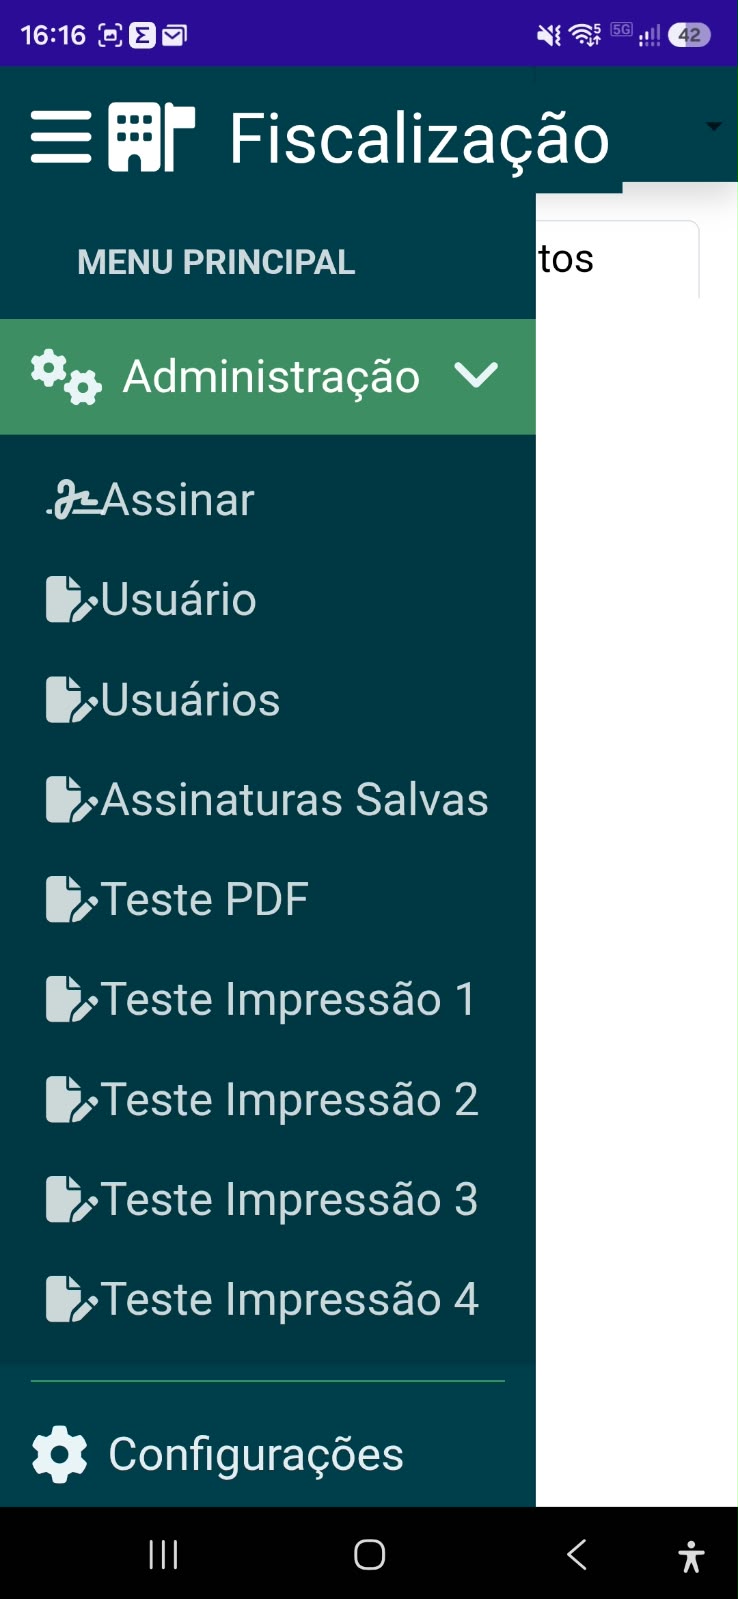 16:16
5G
42
Fiscalização
MENU PRINCIPAL
tos
Administração
Assinar
Usuário
Usuários
Assinaturas Salvas
Teste PDF
Teste Impressão 1
Teste Impressão 2
Teste Impressão 3
Teste Impressão 4
Configurações